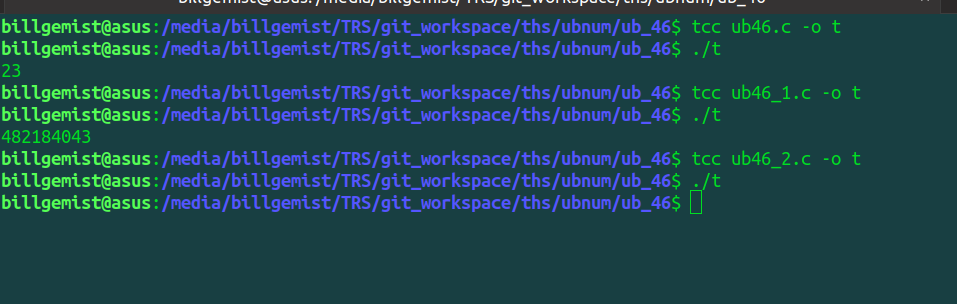 billgemist@asus:/media/billgemist/TRS/git_workspace/ths/ubnum/ub_46
billgemist@asus:/media/billgemist/TRS/git_workspace/ths/ubnum/ub_46$ tcc ub46.c -o t
billgemist@asus:/media/billgemist/TRS/git_workspace/ths/ubnum/ub_46$ ./t
23
billgemist@asus:/media/billgemist/TRS/git_workspace/ths/ubnum/ub_46$ tcc ub46_1.c -o t
billgemist@asus:/media/billgemist/TRS/git_workspace/ths/ubnum/ub_46$ ./t
482184043
billgemist@asus:/media/billgemist/TRS/git_workspace/ths/ubnum/ub_46$ tcc ub46_2.c -o t
billgemist@asus:/media/billgemist/TRS/git_workspace/ths/ubnum/ub_46$ ./t
billgemist@asus:/media/billgemist/TRS/git_workspace/ths/ubnum/ub_46$